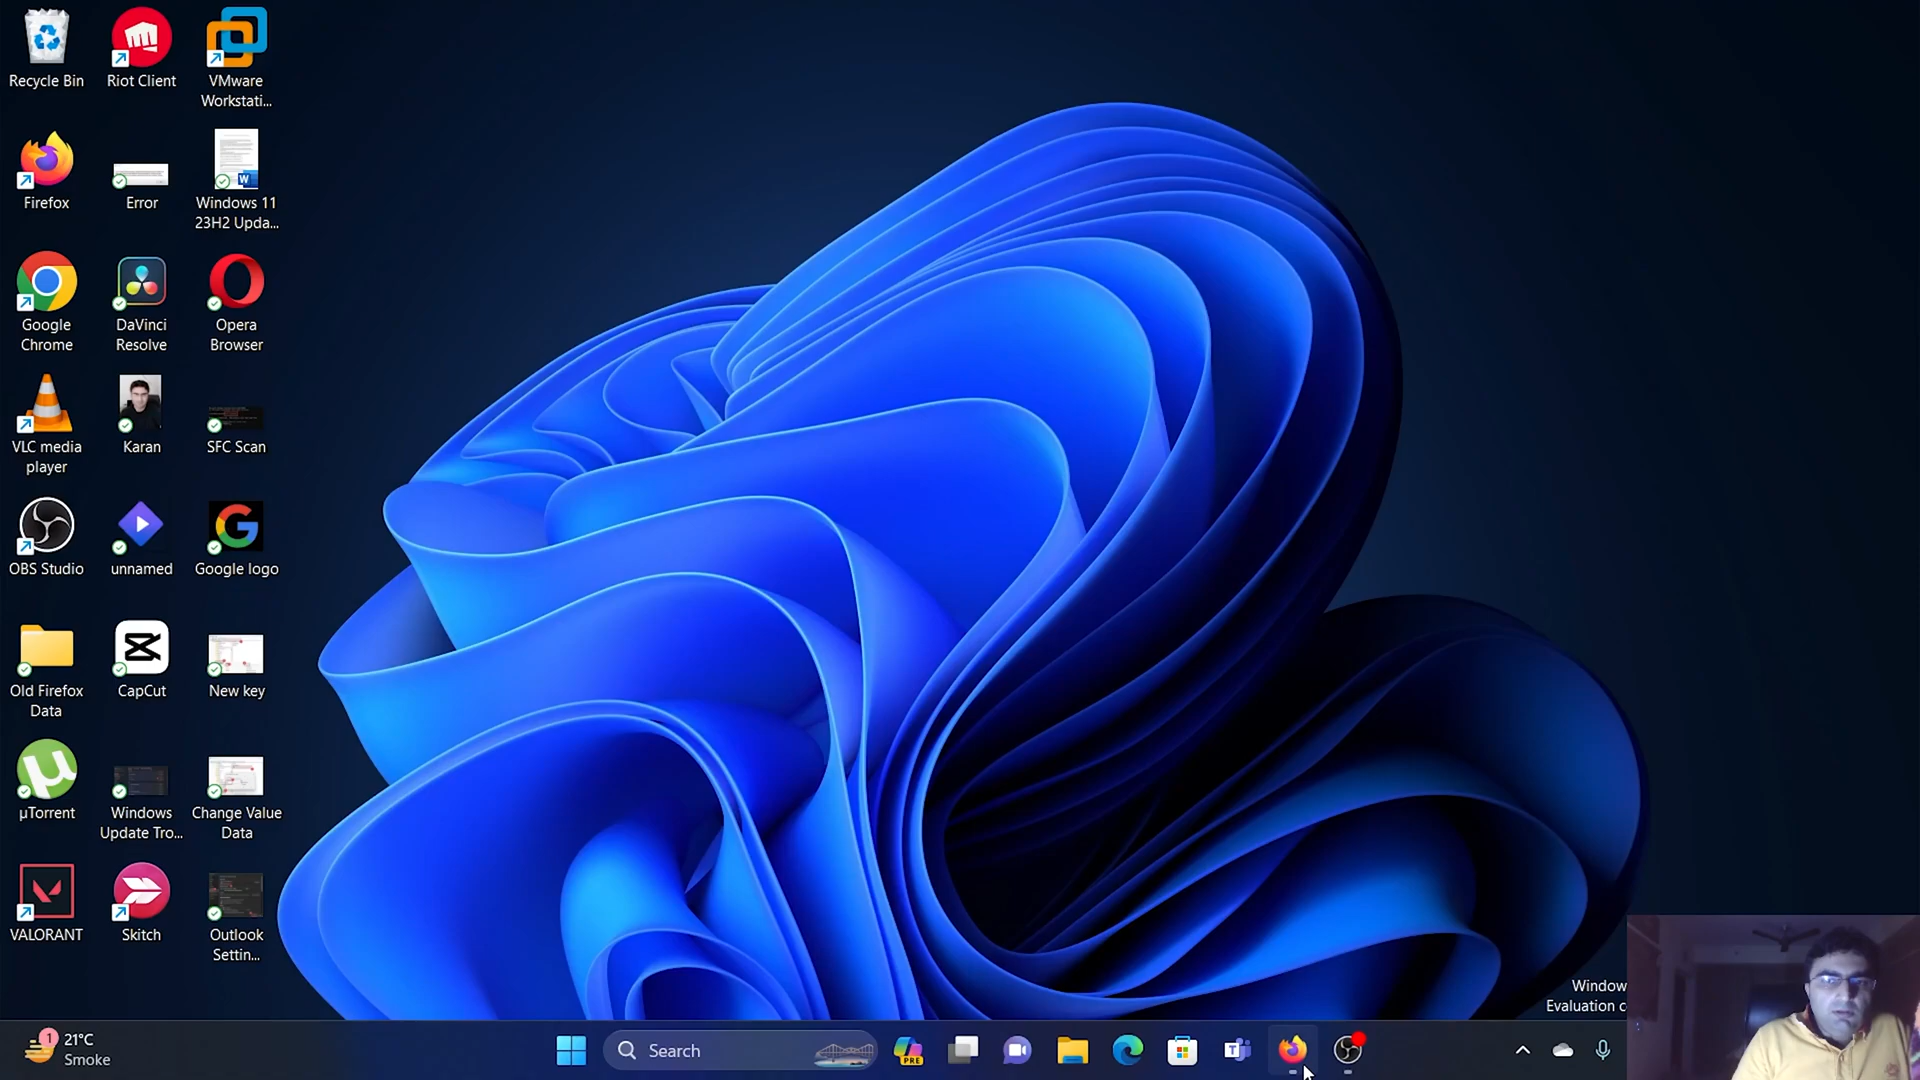 Recycle Bin
Riot Client
VMware
Workstati...
Firefox
Error
Windows 11
23H2 Upda...
Google
Chrome
DaVinci
Resolve
Opera
Browser
VLC media
player
Karan
SFC Scan
OBS Studio
unnamed
Google logo
Old Firefox
Data
CapCut
New key
µTorrent
Windows
Update Tro...
Change Value
Data
VALORANT
Skitch
Outlook
Settin...
Window
Evaluation c
1
21°C
Smoke
Search
PRE